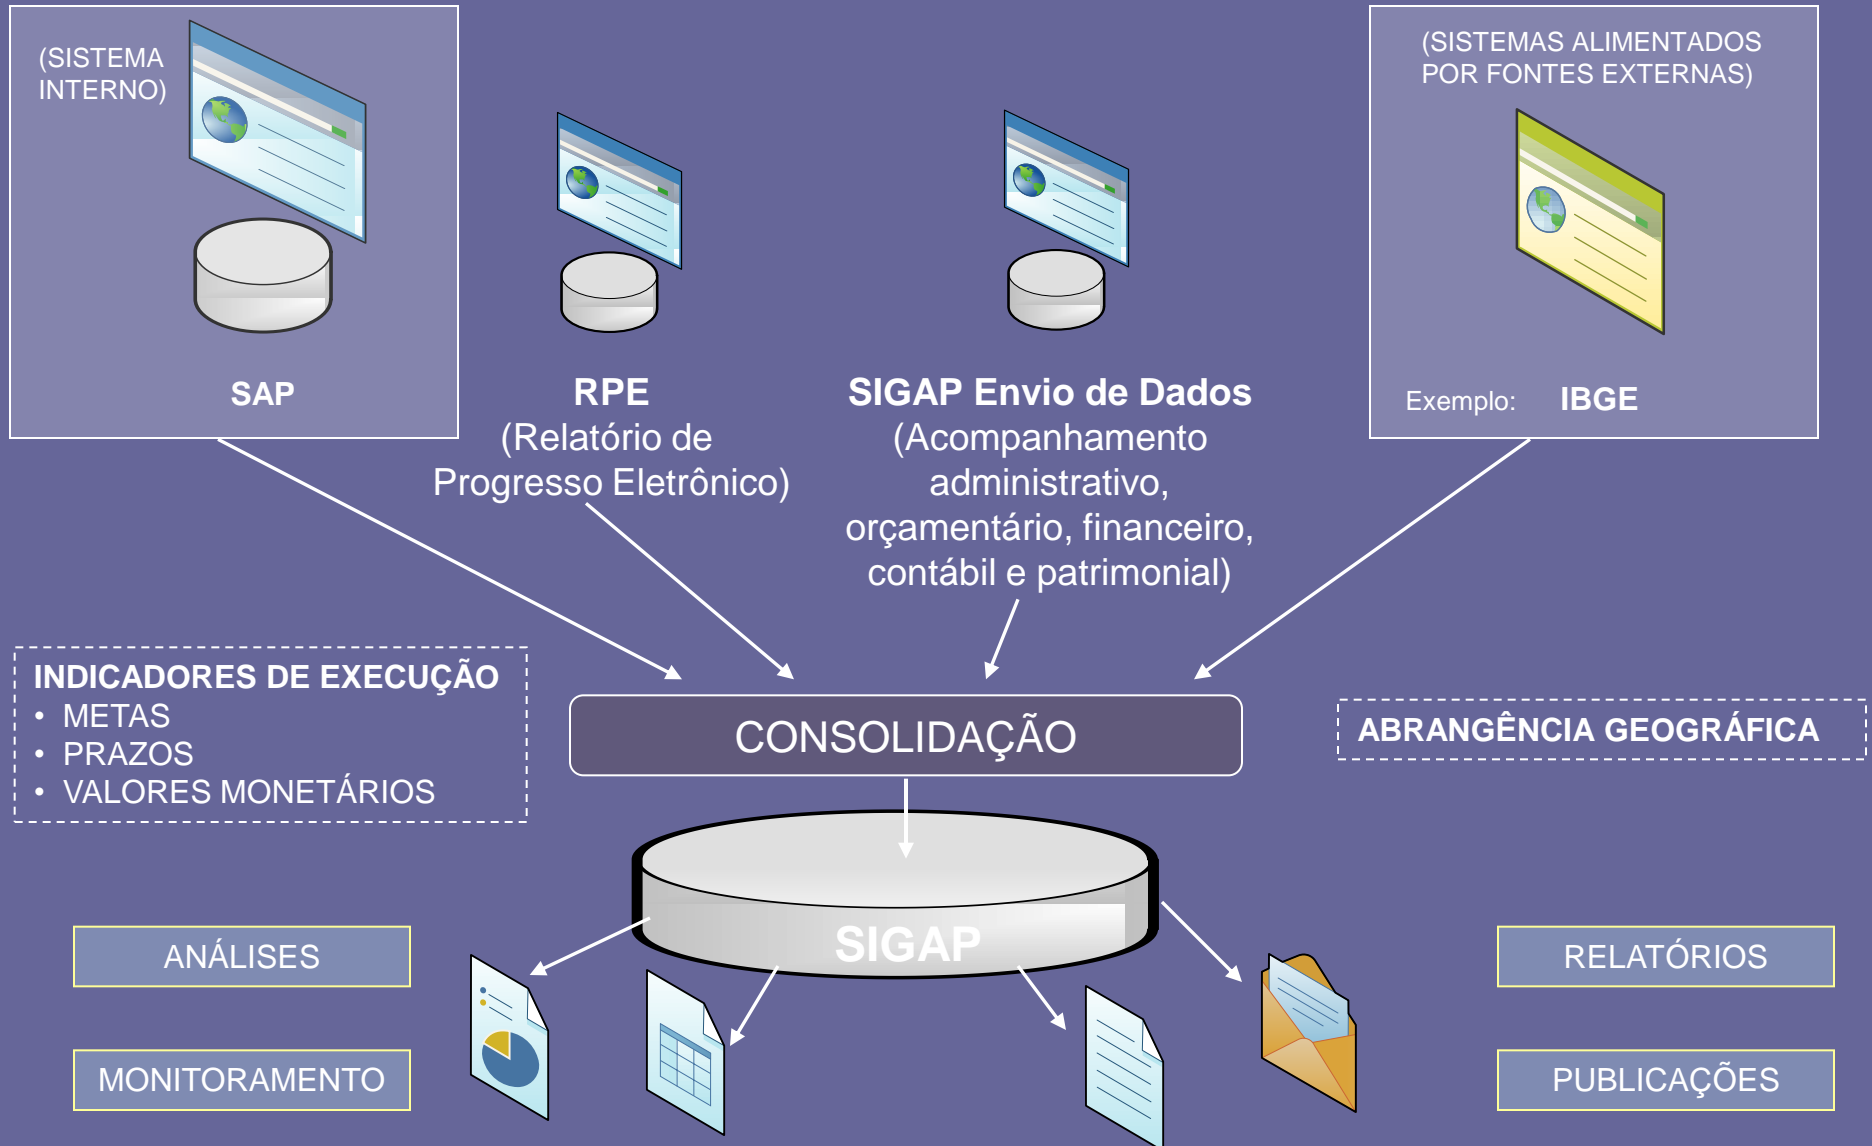 (SISTEMA
INTERNO)
SAP
RPE
(Relatório de
Progresso Eletrônico)
SIGAP Envio de Dados
(Acompanhamento
administrativo,
orçamentário, financeiro,
contábil e patrimonial)
(SISTEMAS ALIMENTADOS
POR FONTES EXTERNAS)
Exemplo: IBGE
INDICADORES DE EXECUÇÃO
• METAS
• PRAZOS
• VALORES MONETÁRIOS
CONSOLIDAÇÃO
ABRANGÊNCIA GEOGRÁFICA
SIGAP
ANÁLISES
MONITORAMENTO
RELATÓRIOS
PUBLICAÇÕES